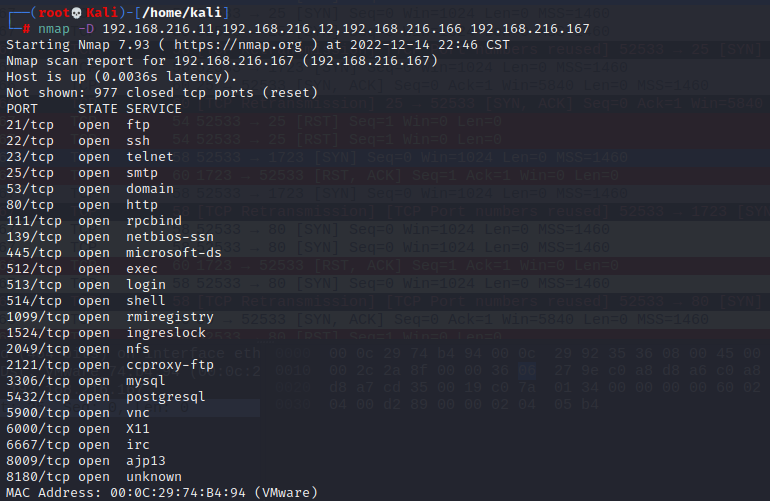 ┌──(root💀Kali)-[/home/kali]
└─# nmap -D 192.168.216.11,192.168.216.12,192.168.216.166 192.168.216.167
Starting Nmap 7.93 ( https://nmap.org ) at 2022-12-14 22:46 CST
Nmap scan report for 192.168.216.167 (192.168.216.167)
Host is up (0.0036s latency).
Not shown: 977 closed tcp ports (reset)
PORT     STATE SERVICE
21/tcp   open  ftp
22/tcp   open  ssh
23/tcp   open  telnet
25/tcp   open  smtp
53/tcp   open  domain
80/tcp   open  http
111/tcp  open  rpcbind
139/tcp  open  netbios-ssn
445/tcp  open  microsoft-ds
512/tcp  open  exec
513/tcp  open  login
514/tcp  open  shell
1099/tcp open  rmiregistry
1524/tcp open  ingreslock
2049/tcp open  nfs
2121/tcp open  ccproxy-ftp
3306/tcp open  mysql
5432/tcp open  postgresql
5900/tcp open  vnc
6000/tcp open  X11
6667/tcp open  irc
8009/tcp open  ajp13
8180/tcp open  unknown
MAC Address: 00:0C:29:74:B4:94 (VMware)